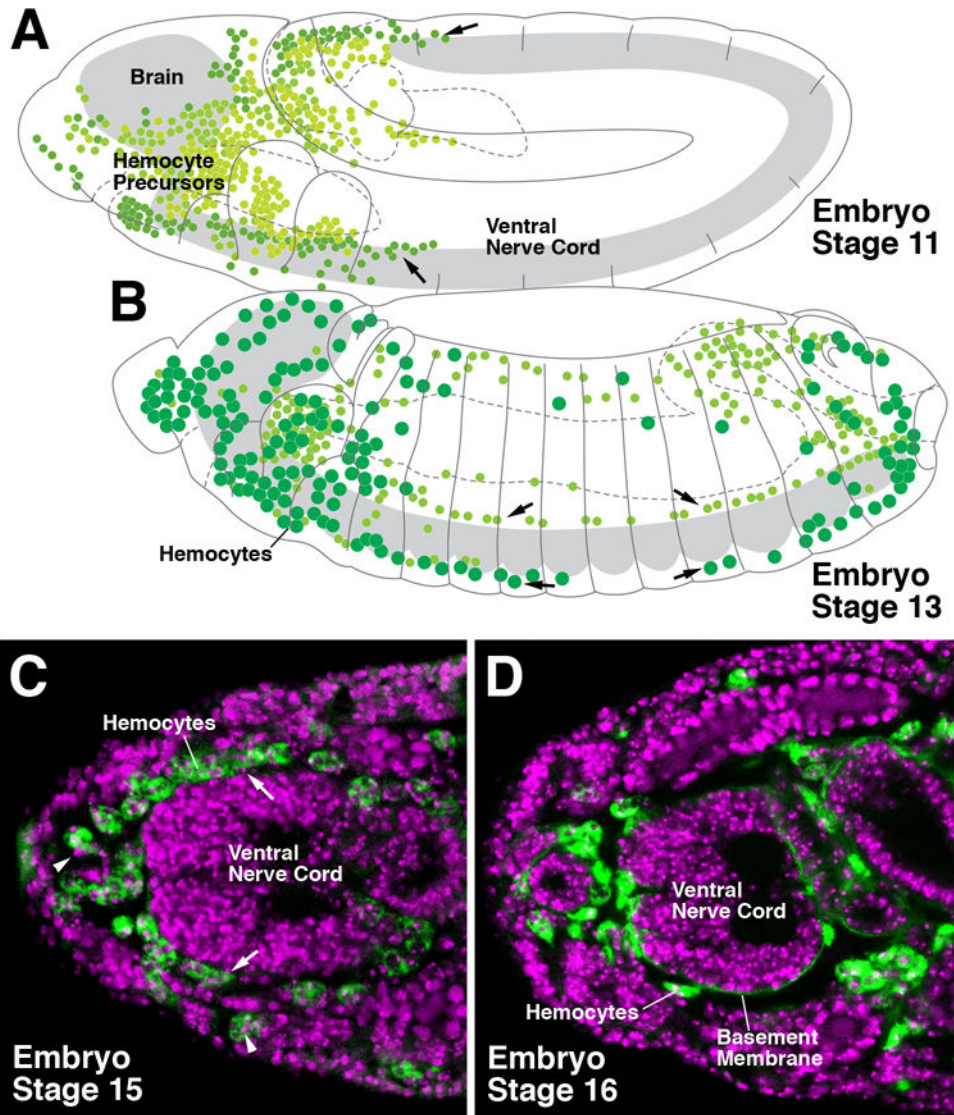 A
Brain
Hemocyte
Precursors
Ventral
Nerve Cord
Embryo
Stage 11
B
Hemocytes
Embryo
Stage 13
C
Hemocytes
Ventral
Nerve Cord
Embryo
Stage 15
D
Ventral
Nerve Cord
Hemocytes
Basement
Membrane
Embryo
Stage 16